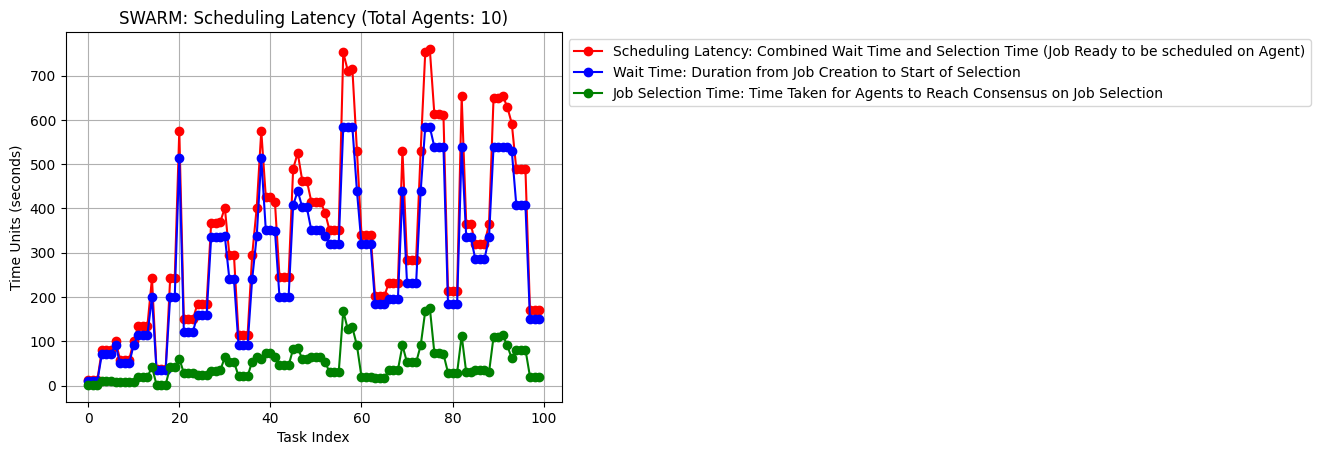 SWARM: Scheduling Latency (Total Agents: 10)
Scheduling Latency: Combined Wait Time and Selection Time (Job Ready to be scheduled on Agent)
Wait Time: Duration from Job Creation to Start of Selection
Job Selection Time: Time Taken for Agents to Reach Consensus on Job Selection
Time Units (seconds)
700
600
500
400
300
200
100
0
0 20 40 60 80 100
Task Index